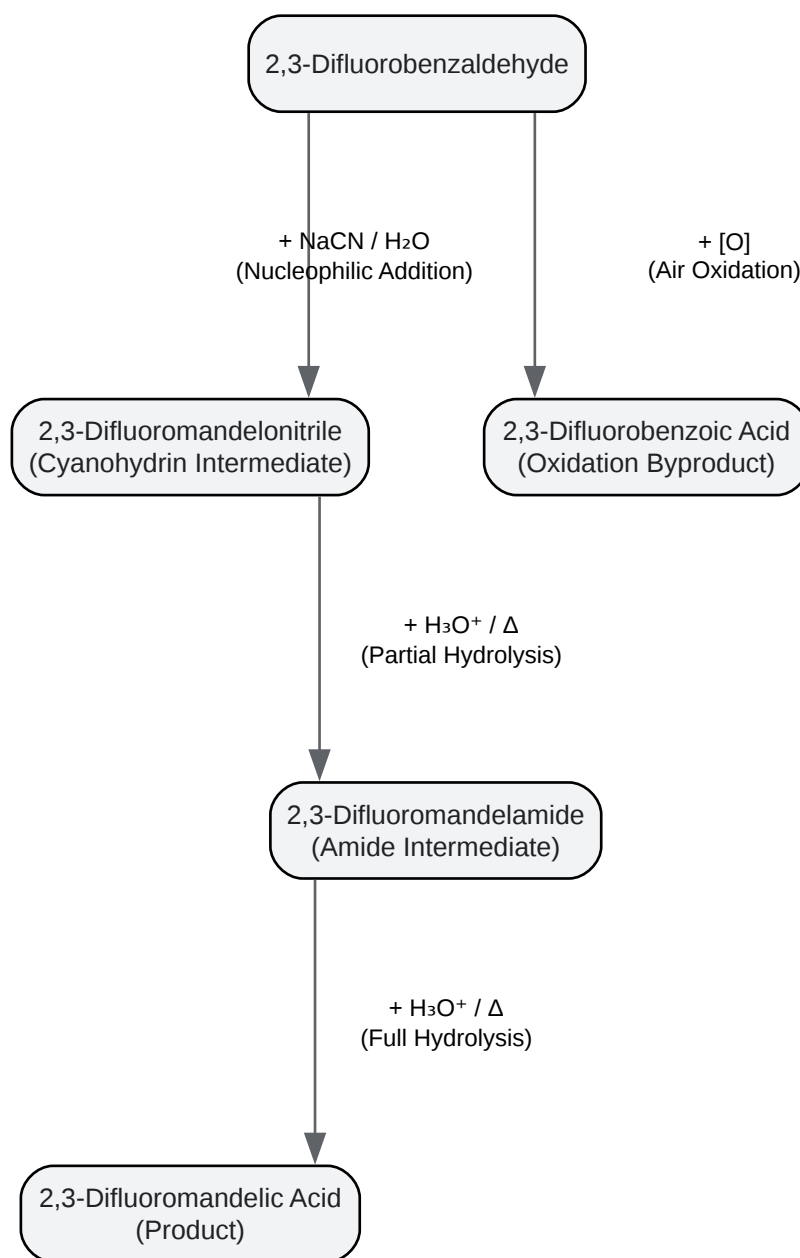 2,3-Difluorobenzaldehyde
+ NaCN / H₂O
(Nucleophilic Addition)
+ [O]
(Air Oxidation)
2,3-Difluoromandelonitrile
(Cyanohydrin Intermediate)
2,3-Difluorobenzoic Acid
(Oxidation Byproduct)
+ H₃O⁺ / Δ
(Partial Hydrolysis)
2,3-Difluoromandelamide
(Amide Intermediate)
+ H₃O⁺ / Δ
(Full Hydrolysis)
2,3-Difluoromandelic Acid
(Product)